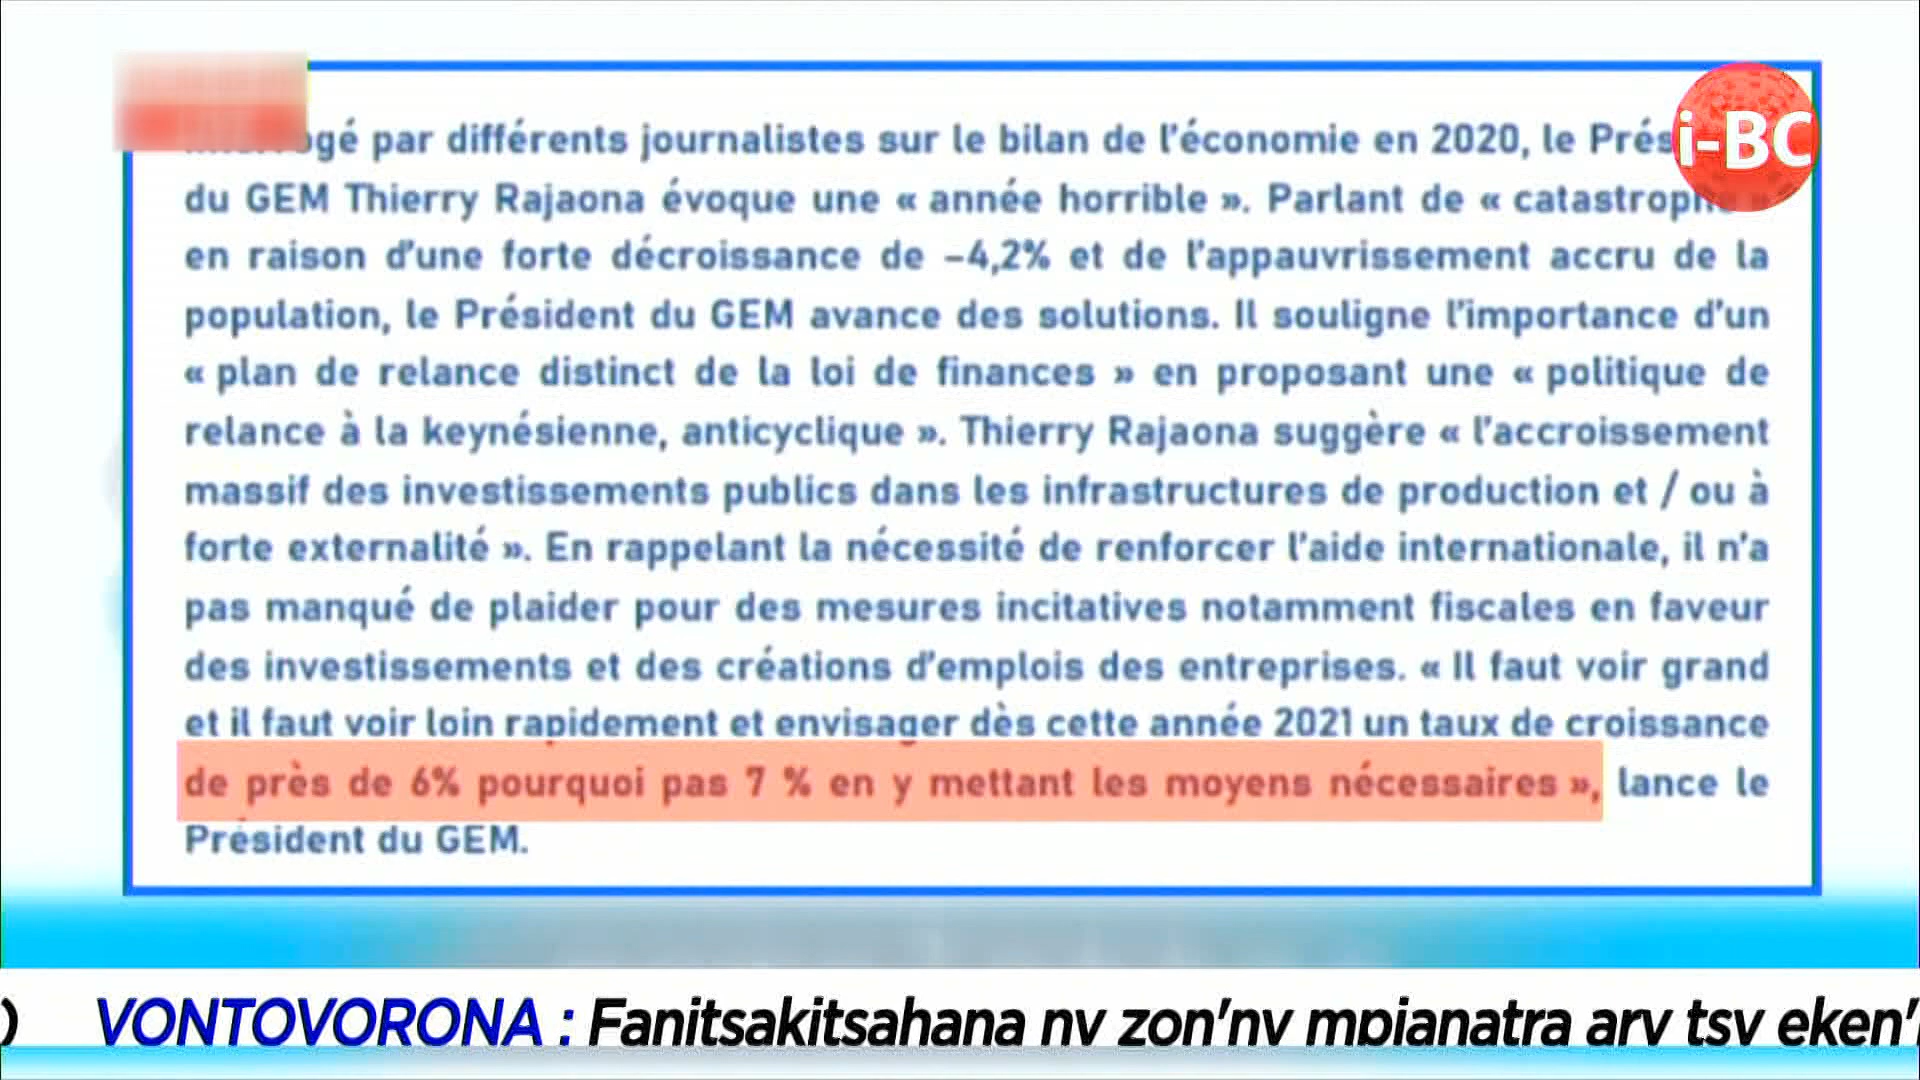 i-BC
Interrogé par différents journalistes sur le bilan de l'économie en 2020, le Prés
du GEM Thierry Rajaona évoque une « année horrible ». Parlant de « catastrophe »
en raison d'une forte décroissance de –4,2% et de l'appauvrissement accru de la
population, le Président du GEM avance des solutions. Il souligne l'importance d'un
« plan de relance distinct de la loi de finances » en proposant une « politique de
relance à la keynésienne, anticyclique ». Thierry Rajaona suggère « l'accroissement
massif des investissements publics dans les infrastructures de production et / ou à
forte externalité ». En rappelant la nécessité de renforcer l'aide internationale, il n'a
pas manqué de plaider pour des mesures incitatives notamment fiscales en faveur
des investissements et des créations d'emplois des entreprises. « Il faut voir grand
et il faut voir loin rapidement et envisager dès cette année 2021 un taux de croissance
de près de 6% pourquoi pas 7 % en y mettant les moyens nécessaires », lance le
Président du GEM.
) VONTOVORONA : Fanitsakitsahana ny zon'ny mpianatra ary tsy eken'